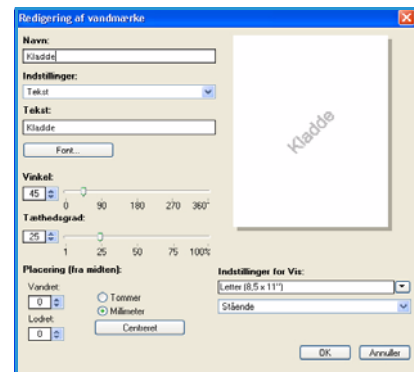 Redigering af vandmærke
Navn:
Kladde
Indstillinger:
Tekst
Tekst:
Kladde
Font...
Vinkel:
45
0 90 180 270 360°
Tæthedsgrad:
25
1 25 50 75 100%
Placering (fra midten):
Vandret:
0
Tommer
Millimeter
Lodret:
0
Centreret
Kladde
Indstillinger for Vis:
Letter (8,5 x 11")
Stående
OK Annuller